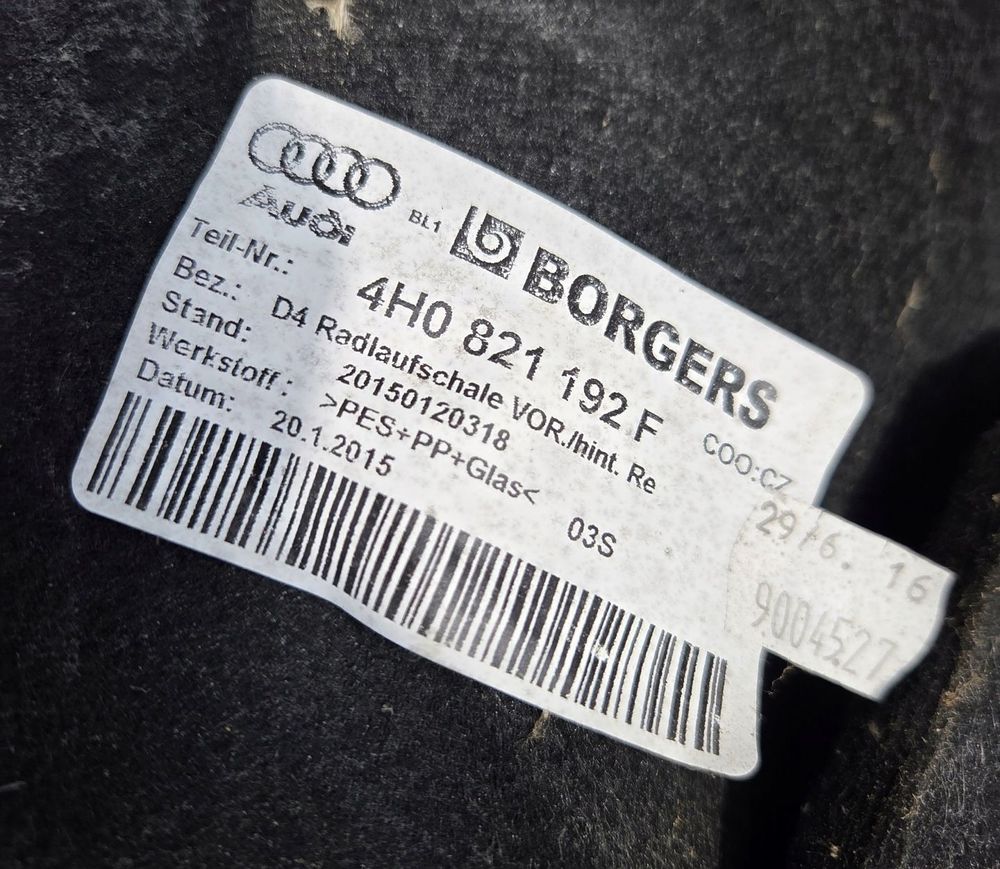 Audi BL1 BORGERS
Teil-Nr.: 4H0 821 192 F COO:CZ
Bez.: D4 Radlaufschale VOR./hint. Re
Stand: 20150120318
Werkstoff: >PES+PP+Glas<
Datum: 20.1.2015 03S
29/6. 16
9004527